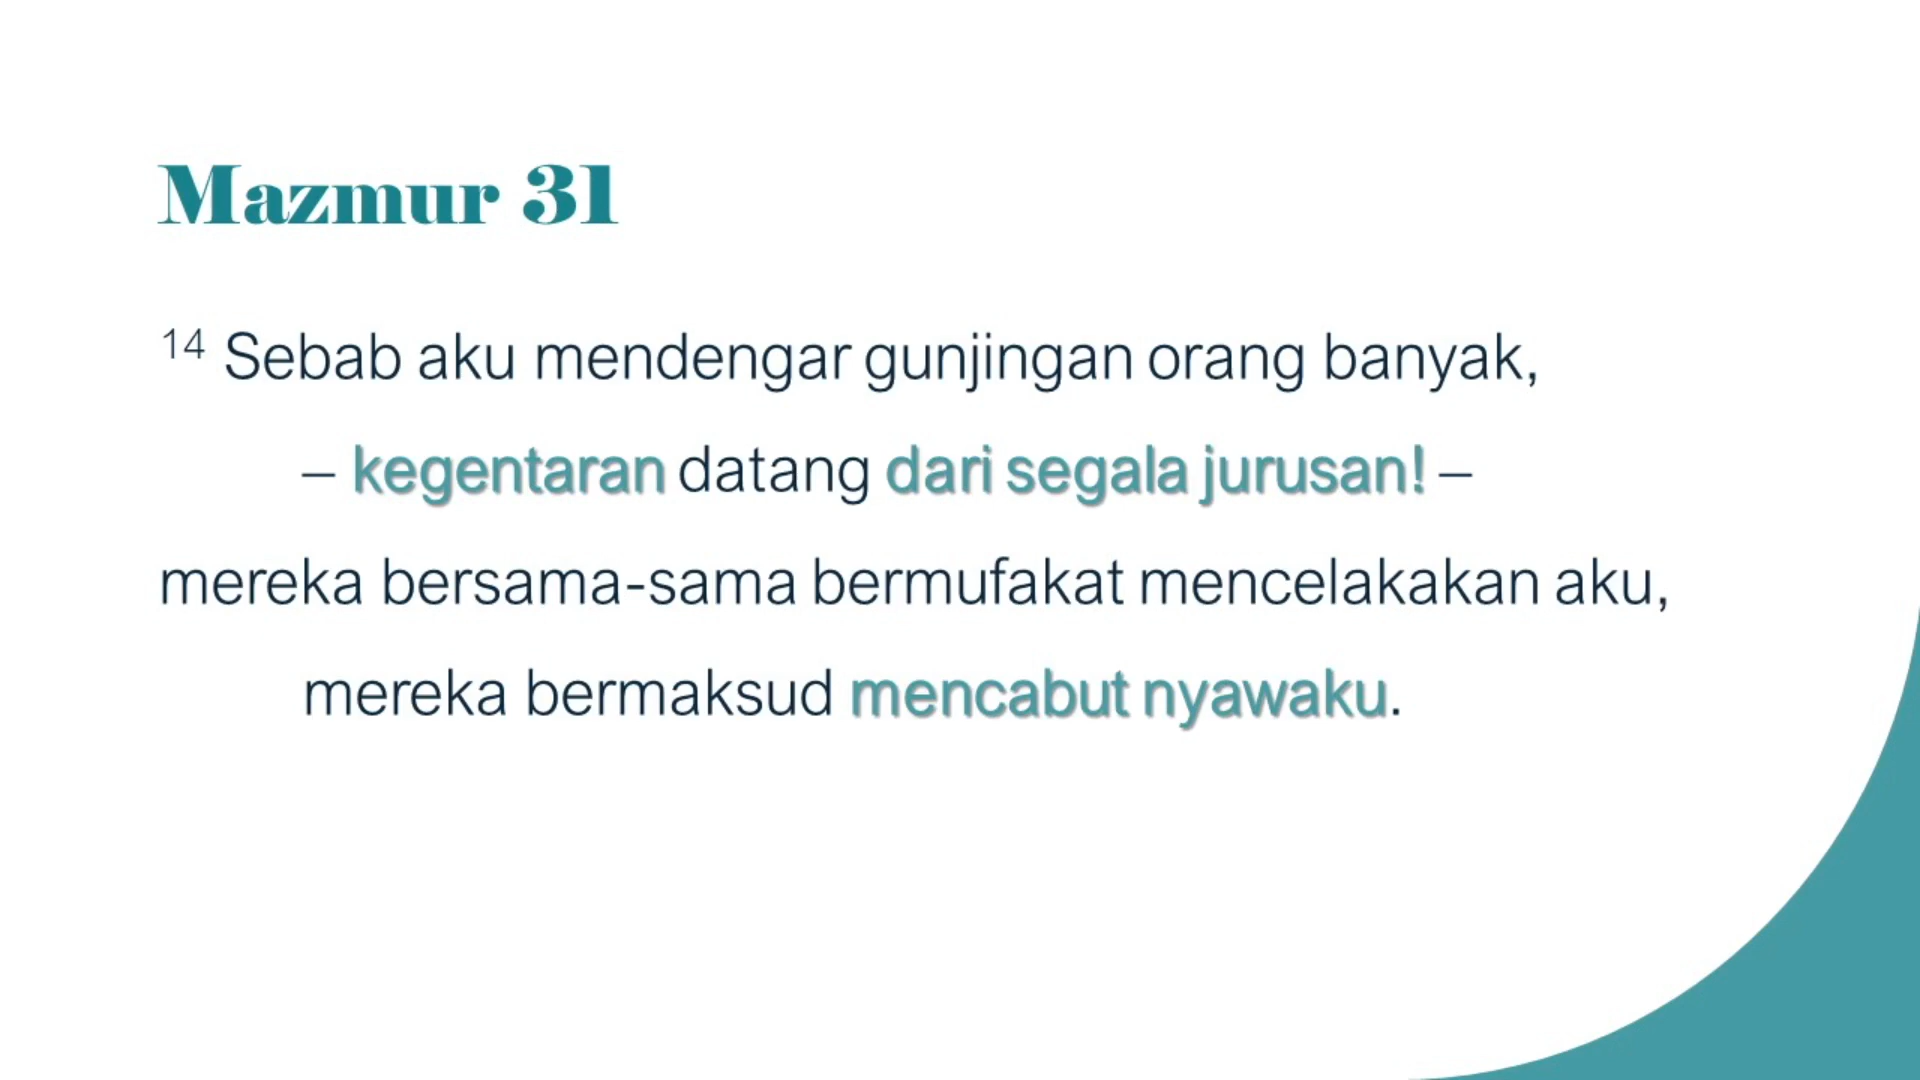 Mazmur 31
14 Sebab aku mendengar gunjingan orang banyak,
– kegentaran datang dari segala jurusan! –
mereka bersama-sama bermufakat mencelakakan aku,
mereka bermaksud mencabut nyawaku.